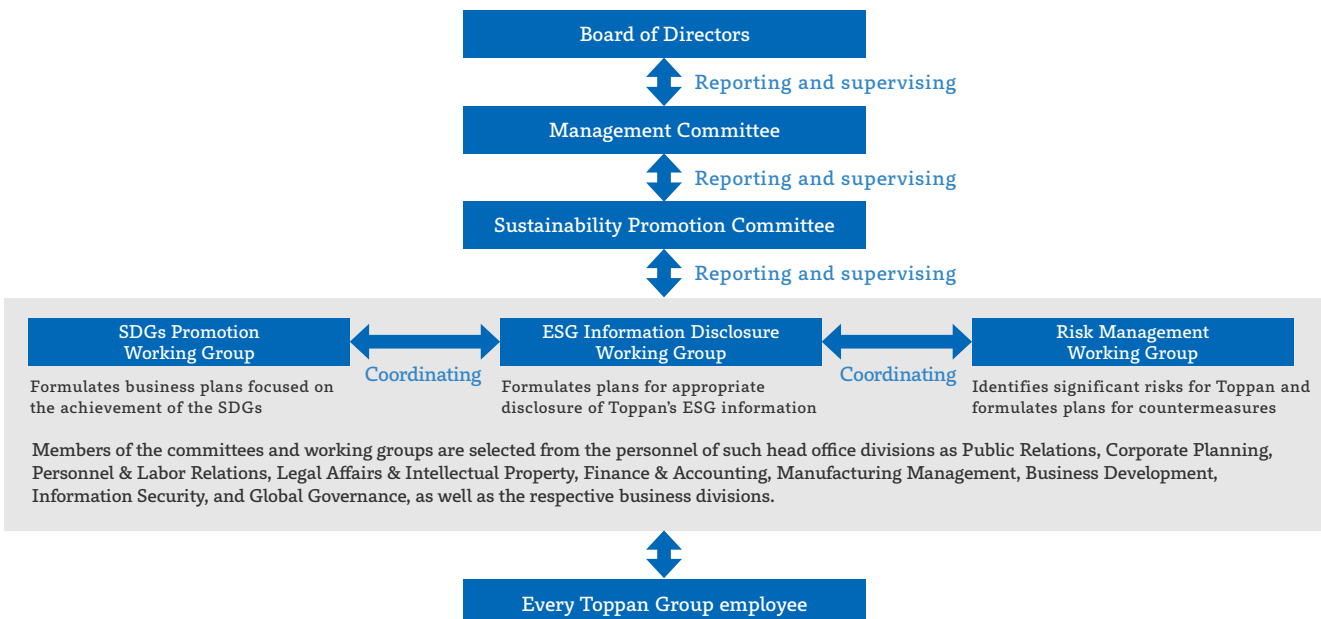 Board of Directors
Reporting and supervising
Management Committee
Reporting and supervising
Sustainability Promotion Committee
Reporting and supervising
SDGs Promotion
Working Group
Coordinating
ESG Information Disclosure
Working Group
Coordinating
Risk Management
Working Group
Formulates business plans focused on
the achievement of the SDGs
Formulates plans for appropriate
disclosure of Toppan’s ESG information
Identifies significant risks for Toppan and
formulates plans for countermeasures
Members of the committees and working groups are selected from the personnel of such head office divisions as Public Relations, Corporate Planning,
Personnel & Labor Relations, Legal Affairs & Intellectual Property, Finance & Accounting, Manufacturing Management, Business Development,
Information Security, and Global Governance, as well as the respective business divisions.
Every Toppan Group employee